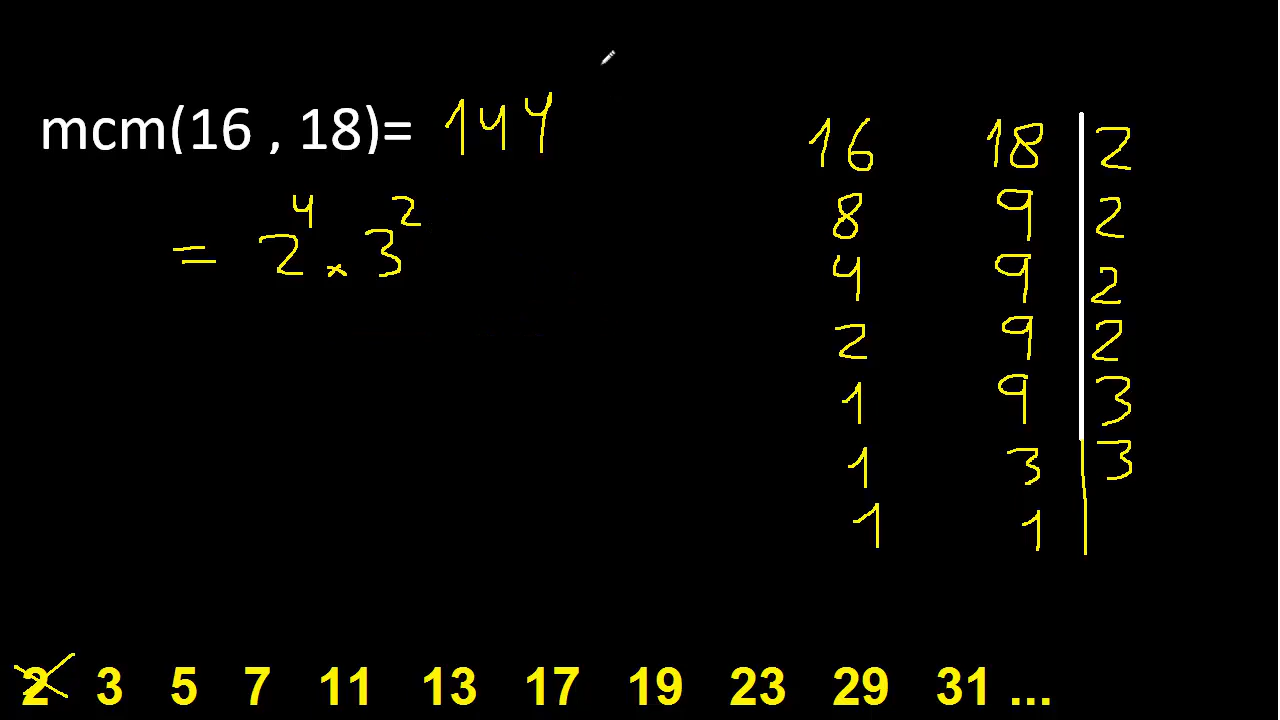 mcm(16 , 18)= 144
= 2⁴ × 3²
16 18 | 2
8 9 | 2
4 9 | 2
2 9 | 2
1 9 | 3
1 3 | 3
1 1 |
2 3 5 7 11 13 17 19 23 29 31 ...